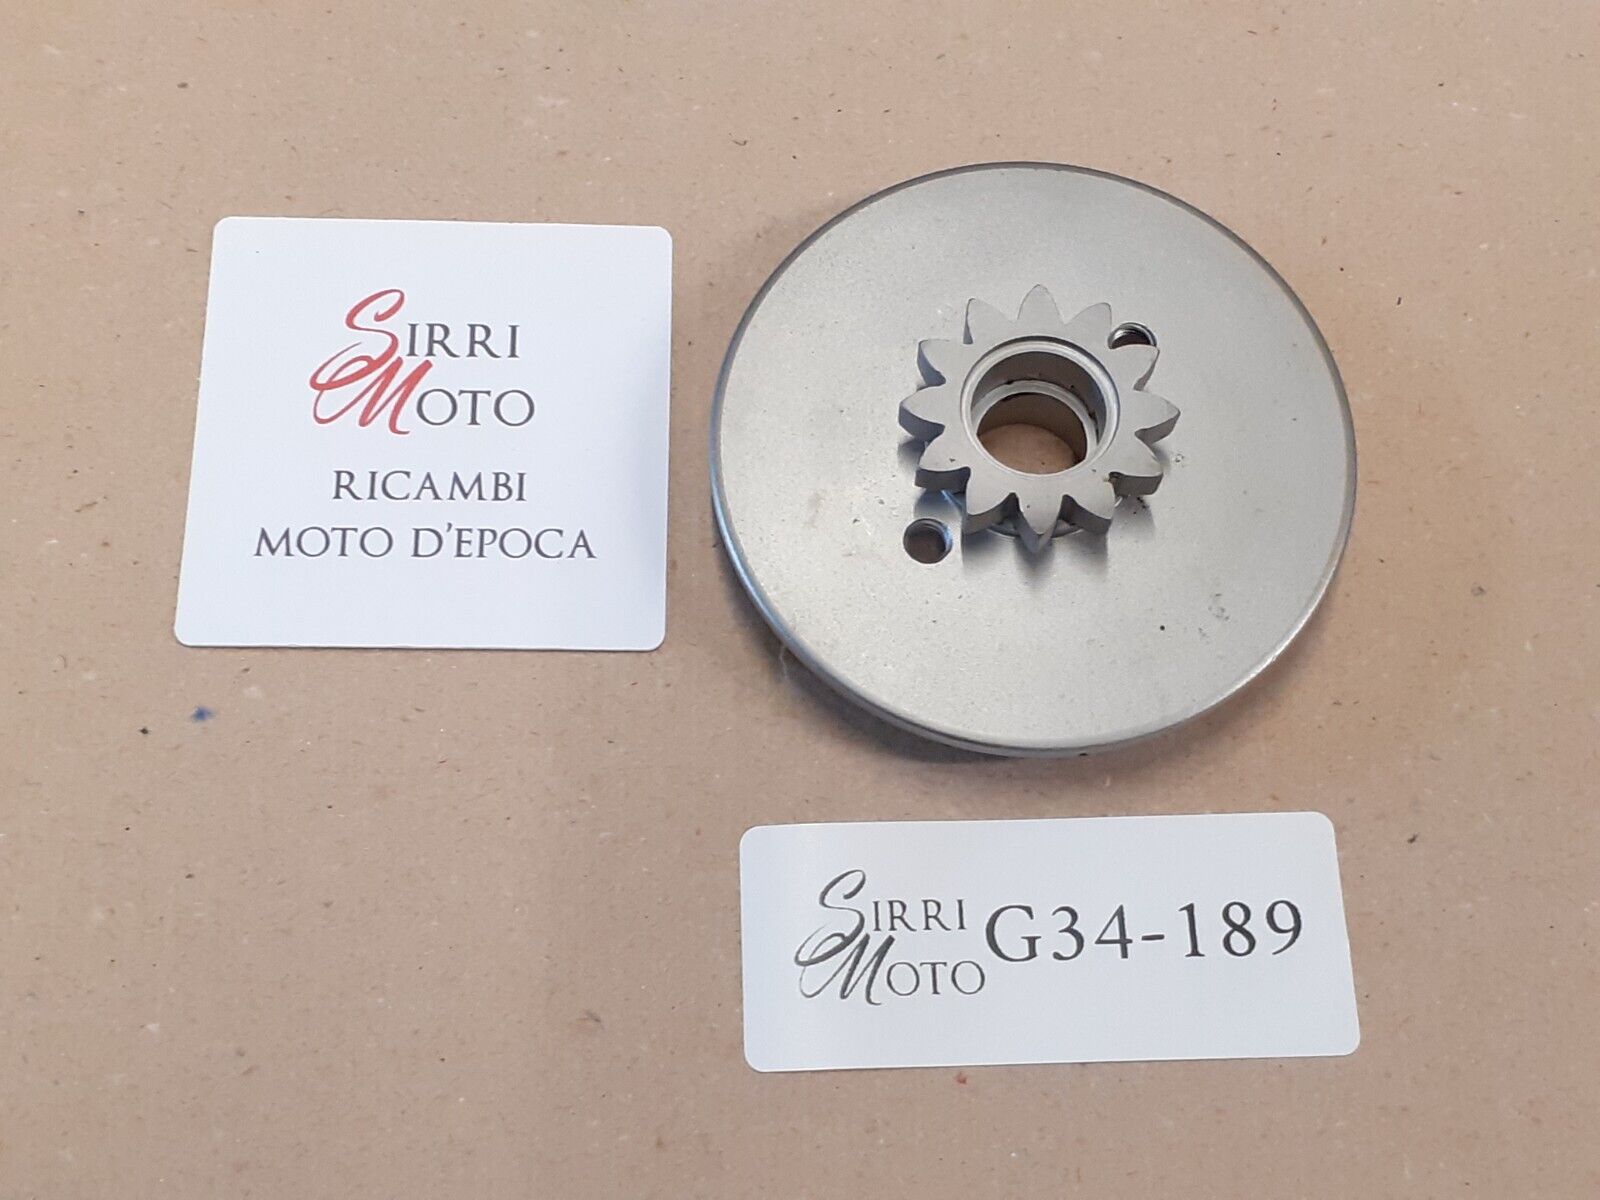 SIRRI
MOTO
RICAMBI
MOTO D'EPOCA
SIRRI
MOTO
G34-189